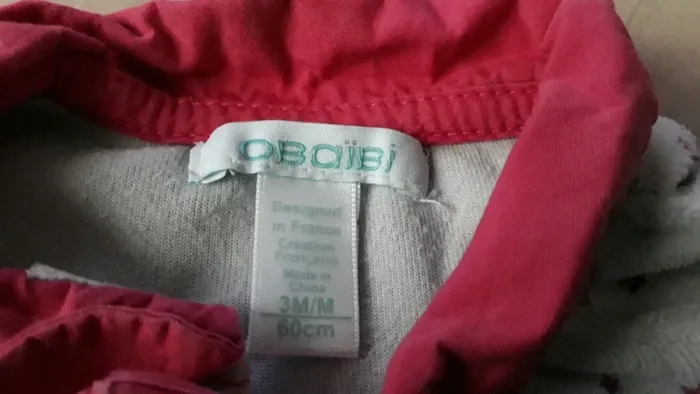 OBAÏBI
Designed
in France
Création
Française
Made in
China
3M/M
60cm